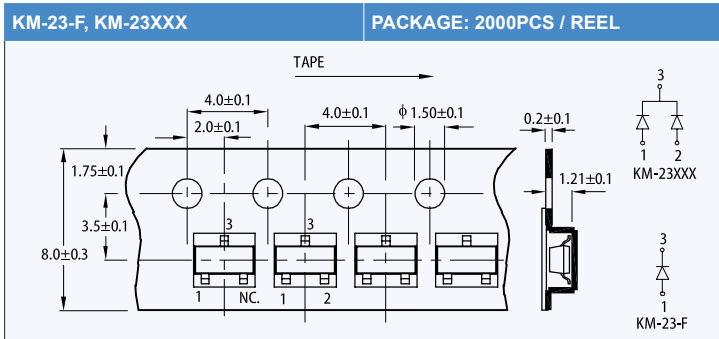 KM-23-F, KM-23XXX PACKAGE: 2000PCS / REEL
TAPE
4.0±0.1 4.0±0.1 ϕ 1.50±0.1 0.2±0.1
2.0±0.1
1.75±0.1
3.5±0.1
8.0±0.3
1.21±0.1
3 3
1 NC. 1 2
3
1 2
KM-23XXX
3
1
KM-23-F